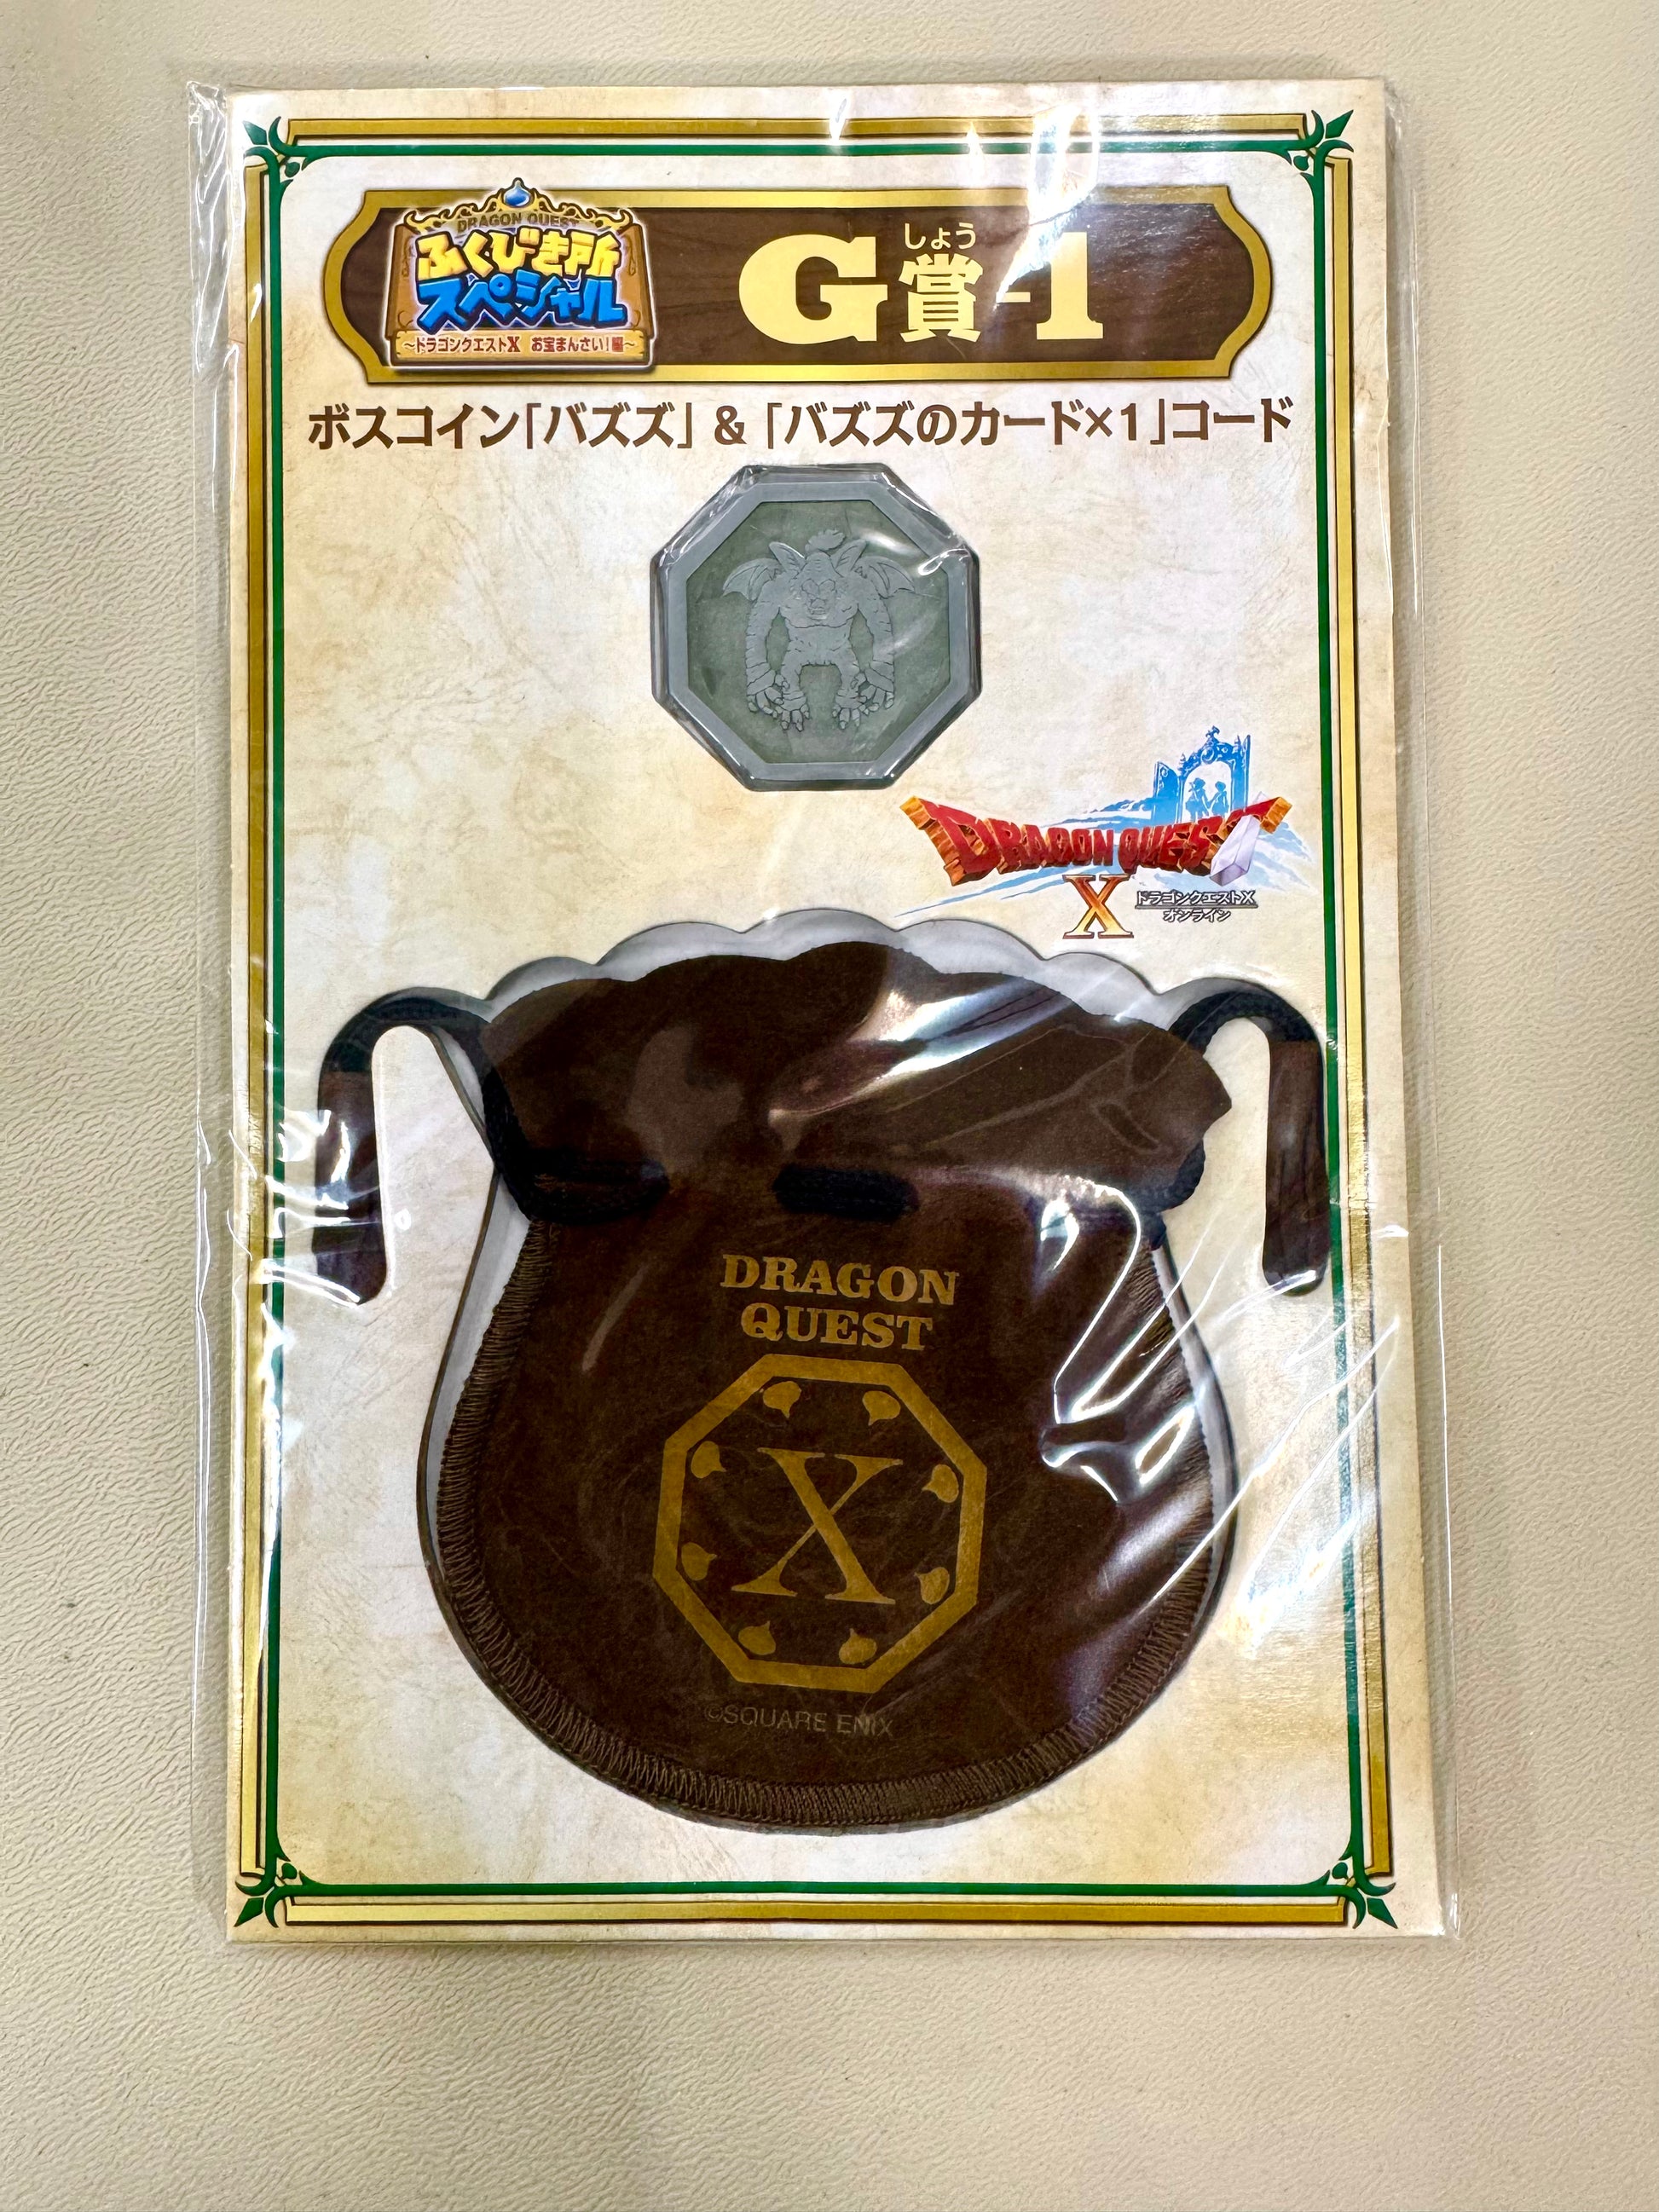 DRAGON QUEST
ふくびき所
スペシャル
～ドラゴンクエストX お宝まんさい!編～
しょう
G賞-1
ボスコイン「バズズ」&「バズズのカード×1」コード
DRAGON QUEST
X
ドラゴンクエストX
オンライン
DRAGON
QUEST
X
©SQUARE ENIX